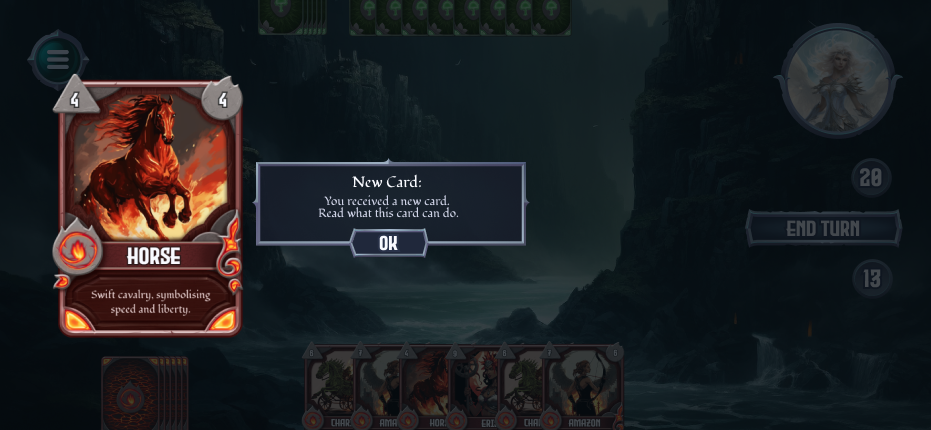 4
4
New Card:
You received a new card.
Read what this card can do.
OK
HORSE
Swift cavalry, symbolising
speed and liberty.
20
END TURN
13
AMAZON